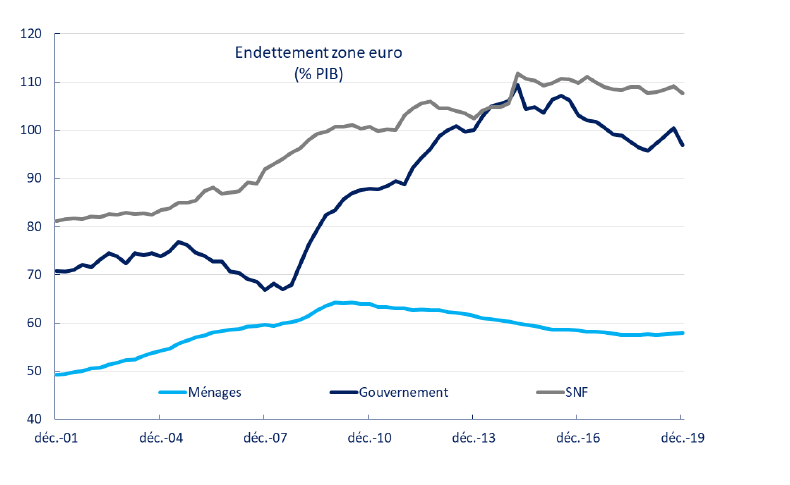 Endettement zone euro
(% PIB)
120
110
100
90
80
70
60
50
40
Ménages
Gouvernement
SNF
déc.-01
déc.-04
déc.-07
déc.-10
déc.-13
déc.-16
déc.-19